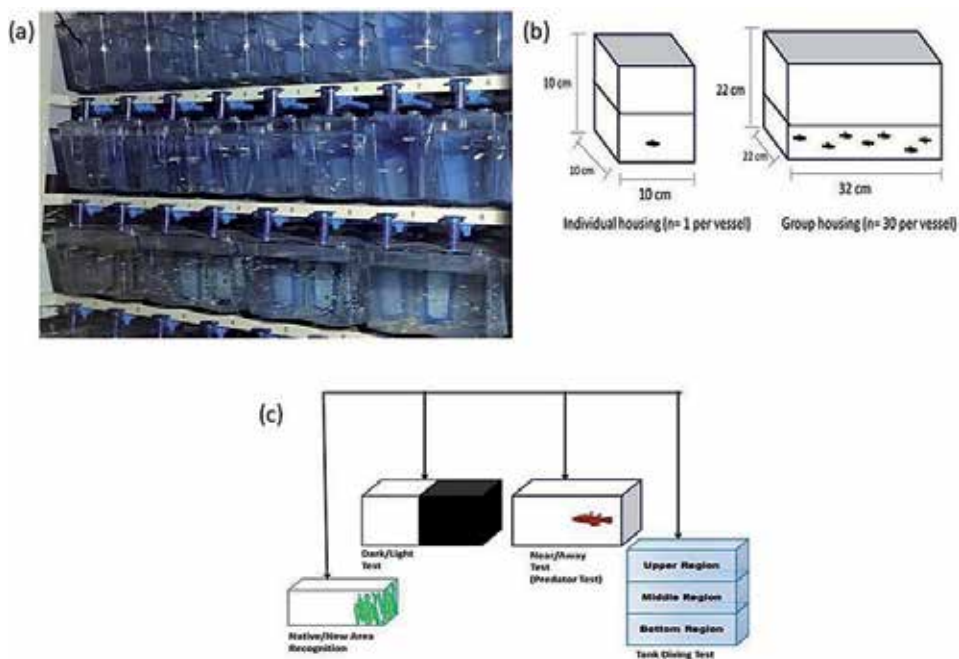 (a)
(b)
10 cm
10 cm
10 cm
Individual housing (n= 1 per vessel)
22 cm
22 cm
32 cm
Group housing (n= 30 per vessel)
(c)
Dark/Light
Test
Near/Away
Test
(Predator Test)
Native/New Area
Recognition
Upper Region
Middle Region
Bottom Region
Tank Diving Test